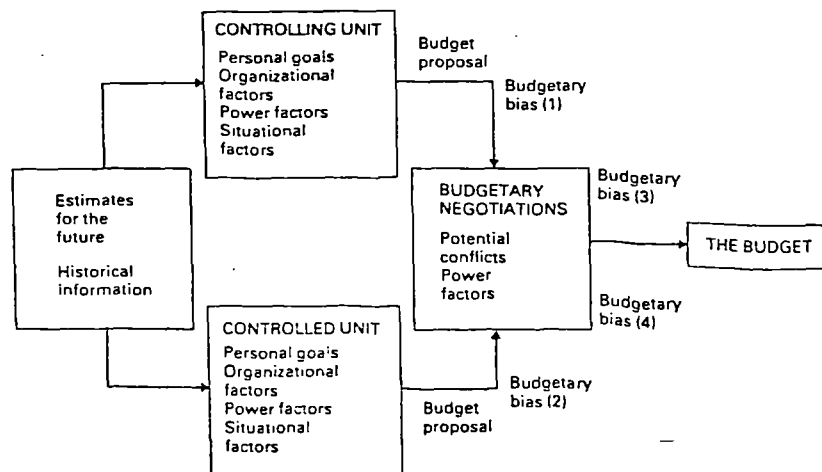 CONTROLLING UNIT
Personal goals
Organizational
factors
Power factors
Situational
factors
Budget
proposal
Budgetary
bias (1)
Estimates
for the
future
Historical
information
BUDGETARY
NEGOTIATIONS
Potential
conflicts
Power
factors
Budgetary
bias (3)
THE BUDGET
Budgetary
bias (4)
CONTROLLED UNIT
Personal goals
Organizational
factors
Power factors
Situational
factors
Budget
proposal
Budgetary
bias (2)